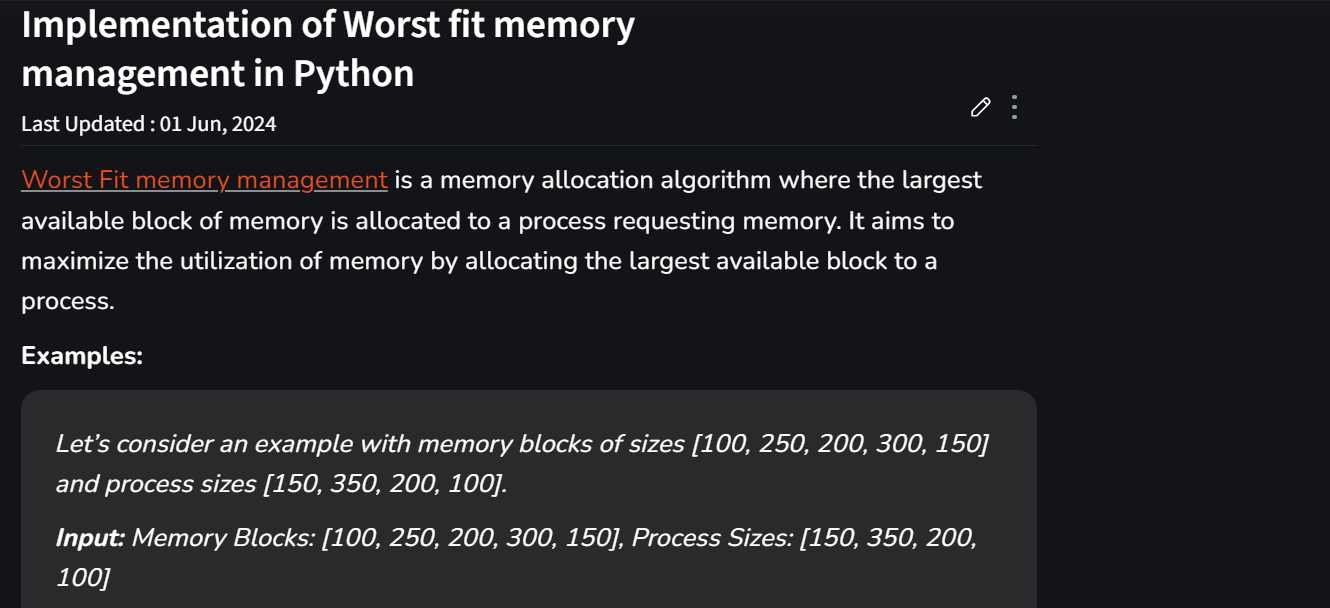 Implementation of Worst fit memory
management in Python
Last Updated : 01 Jun, 2024
Worst Fit memory management is a memory allocation algorithm where the largest
available block of memory is allocated to a process requesting memory. It aims to
maximize the utilization of memory by allocating the largest available block to a
process.
Examples:
Let’s consider an example with memory blocks of sizes [100, 250, 200, 300, 150]
and process sizes [150, 350, 200, 100].
Input: Memory Blocks: [100, 250, 200, 300, 150], Process Sizes: [150, 350, 200,
100]